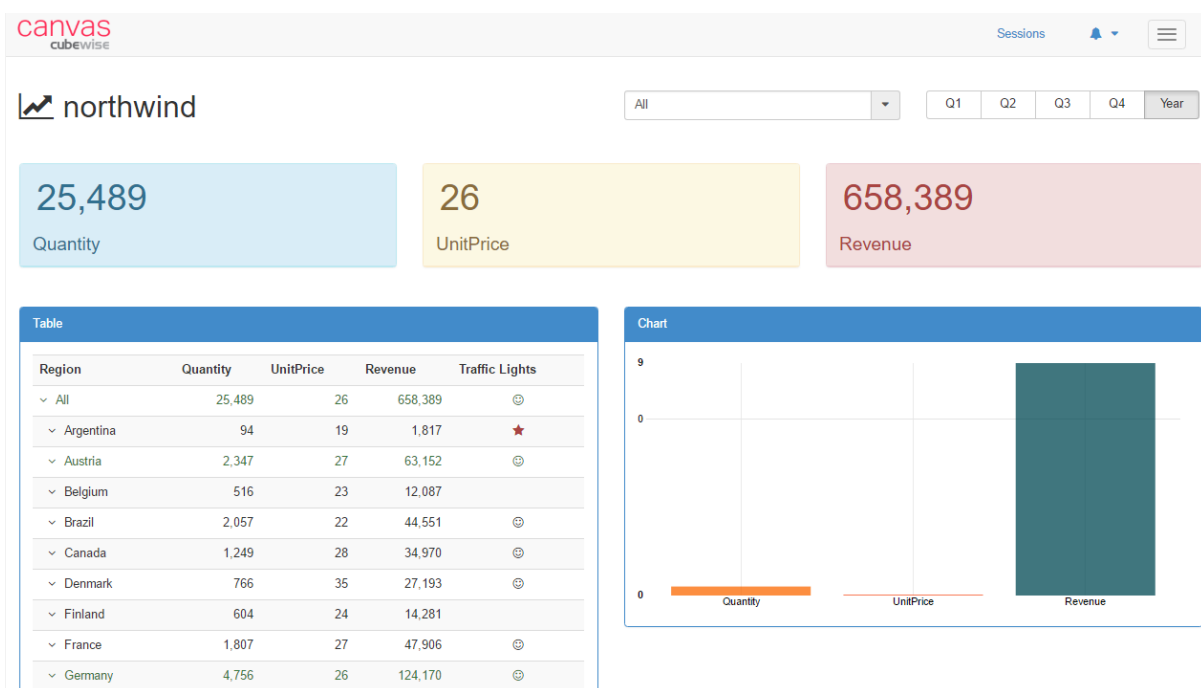 canvas
cubewise
Sessions
northwind
All
Q1 Q2 Q3 Q4 Year
25,489
Quantity
26
UnitPrice
658,389
Revenue
Table
Region Quantity UnitPrice Revenue Traffic Lights
All 25,489 26 658,389
Argentina 94 19 1,817
Austria 2,347 27 63,152
Belgium 516 23 12,087
Brazil 2,057 22 44,551
Canada 1,249 28 34,970
Denmark 766 35 27,193
Finland 604 24 14,281
France 1,807 27 47,906
Germany 4,756 26 124,170
Chart
9
0
0
Quantity UnitPrice Revenue